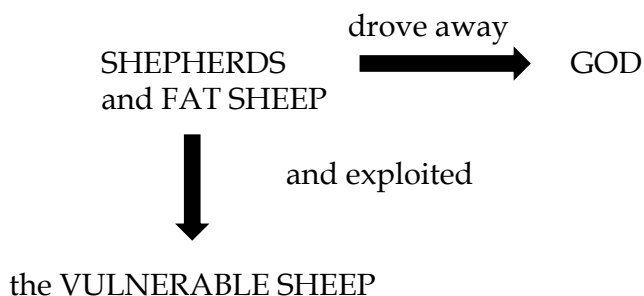 drove away
SHEPHERDS
and FAT SHEEP
GOD
and exploited
the VULNERABLE SHEEP